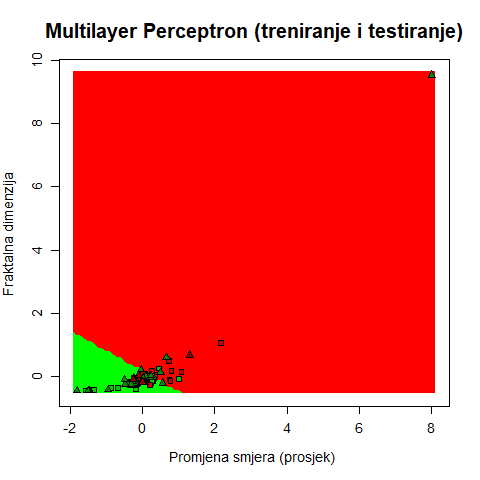 Multilayer Perceptron (treniranje i testiranje)
Fraktalna dimenzija
10
8
6
4
2
0
-2 0 2 4 6 8
Promjena smjera (prosjek)